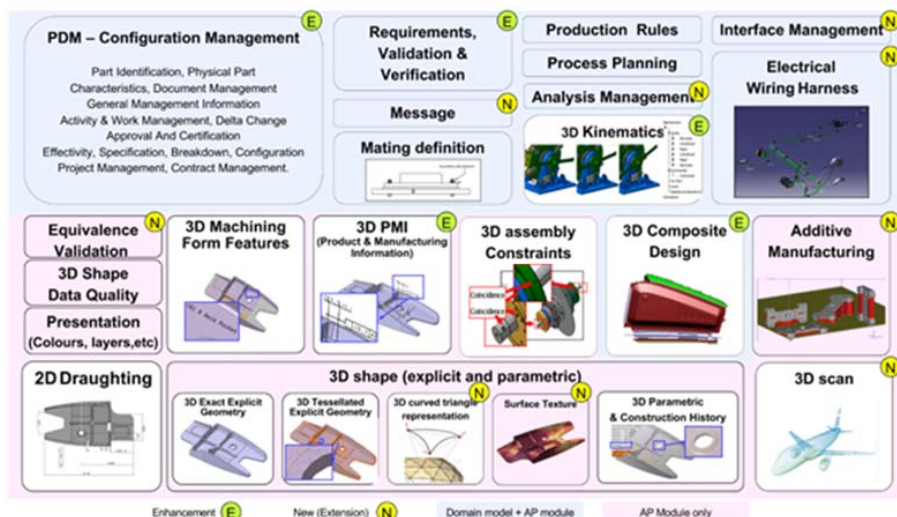 PDM – Configuration Management
E
Part Identification, Physical Part
Characteristics, Document Management
General Management Information
Activity & Work Management, Delta Change
Approval And Certification
Effectivity, Specification, Breakdown, Configuration
Project Management, Contract Management.
Requirements,
Validation &
Verification
E
Message
N
Mating definition
Production Rules
Process Planning
Analysis Management
N
3D Kinematics
E
Interface Management
N
Electrical
Wiring Harness
N
Equivalence
Validation
N
3D Shape
Data Quality
Presentation
(Colours, layers,etc)
3D Machining
Form Features
3D PMI
(Product & Manufacturing
Information)
E
3D assembly
Constraints
Coincidence
Coincidence
3D Composite
Design
E
Additive
Manufacturing
N
2D Draughting
3D shape (explicit and parametric)
3D Exact Explicit
Geometry
3D Tessellated
Explicit Geometry
3D curved triangle
representation
N
Surface Texture
N
3D Parametric
& Construction History
3D scan
N
Enhancement E
New (Extension) N
Domain model + AP module
AP Module only